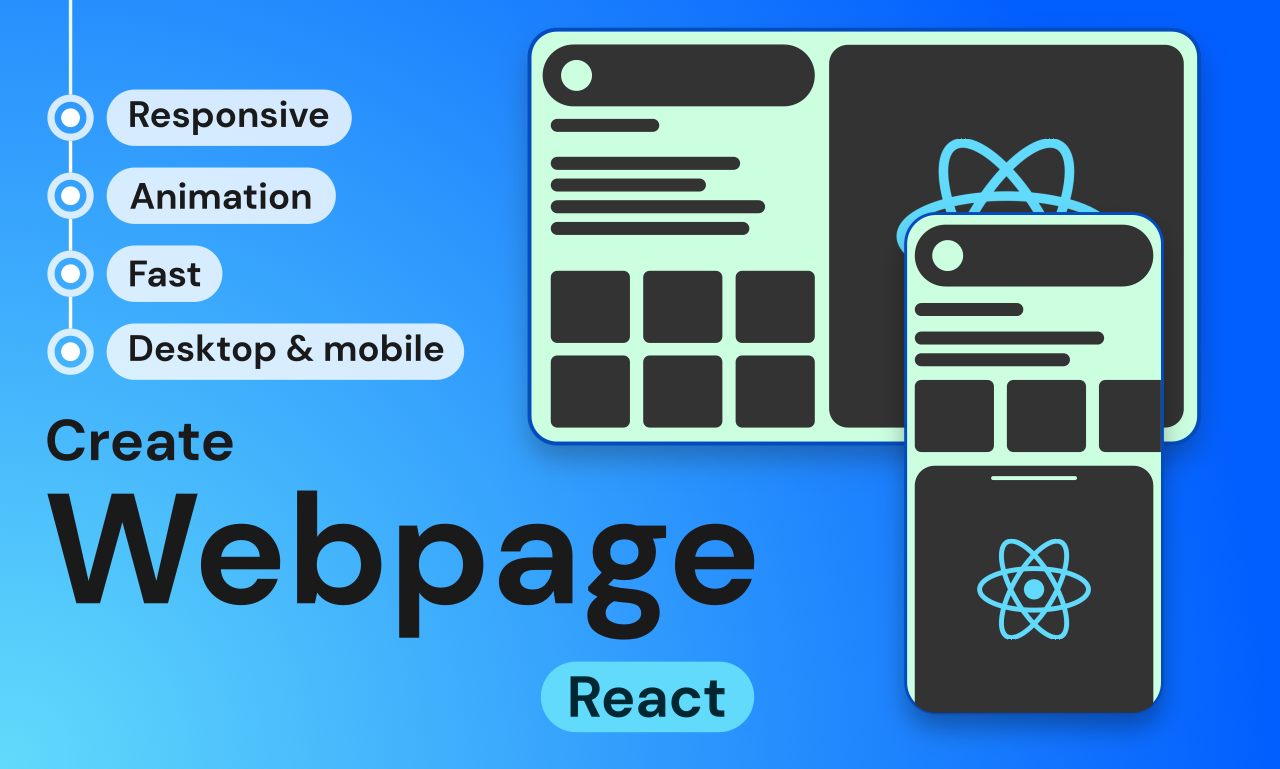 Responsive
Animation
Fast
Desktop & mobile
Create
Webpage
React